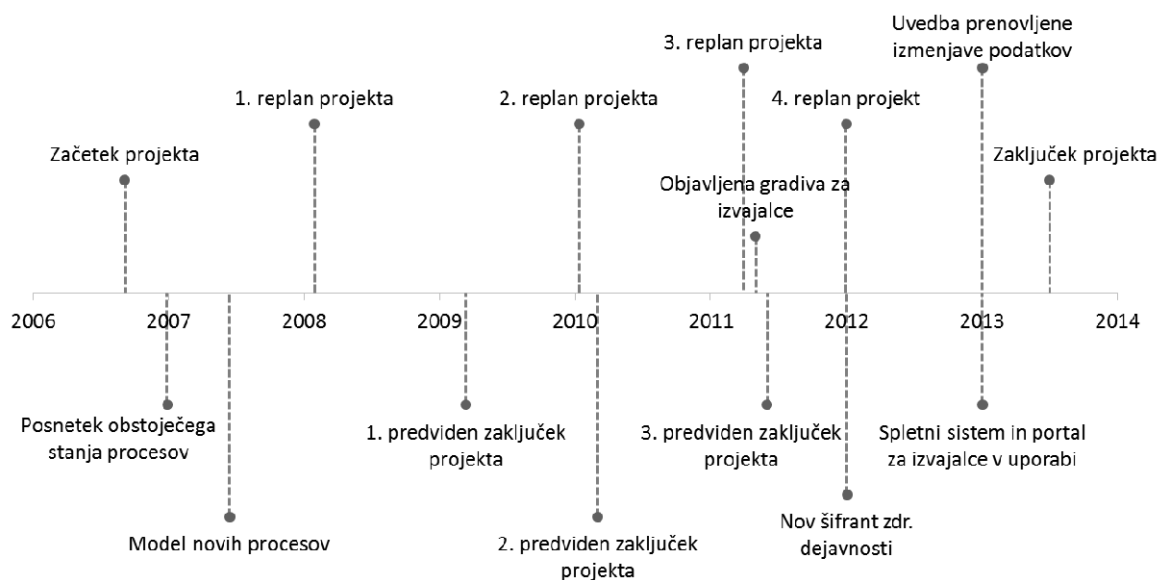 Uvedba prenovljene
izmenjave podatkov
3. replan projekta
1. replan projekta
2. replan projekta
4. replan projekt
Začetek projekta
Zaključek projekta
Objavljena gradiva za
izvajalce
2006
2007
2008
2009
2010
2011
2012
2013
2014
Posnetek obstoječega
stanja procesov
1. predviden zaključek
projekta
3. predviden zaključek
projekta
Spletni sistem in portal
za izvajalce v uporabi
Model novih procesov
2. predviden zaključek
projekta
Nov šifrant zdr.
dejavnosti